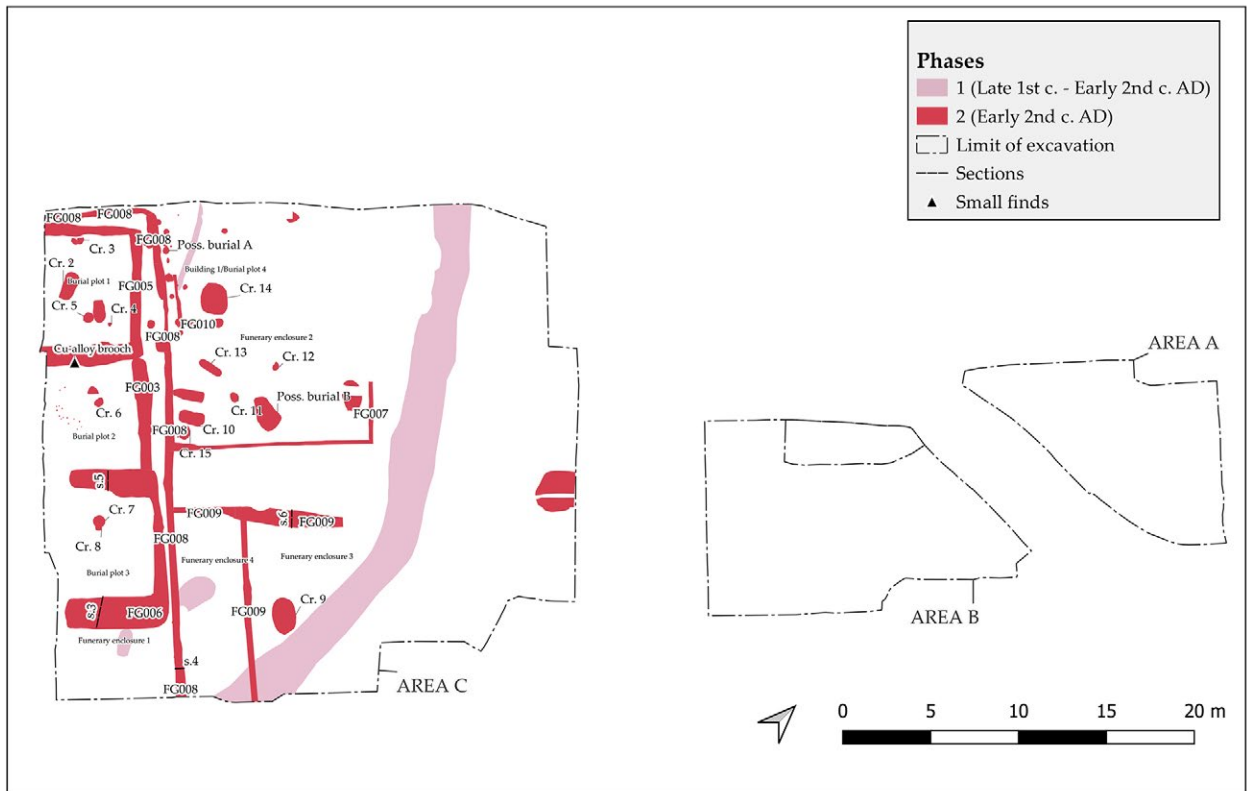 Phases
1 (Late 1st c. - Early 2nd c. AD)
2 (Early 2nd c. AD)
Limit of excavation
Sections
Small finds
FG008
FG008
FG008
Poss. burial A
Cr. 3
Cr. 2
Burial plot 1
Building 1/Burial plot 4
FG005
Cr. 14
Cr. 5
Cr. 4
FG010
FG008
Funerary enclosure 2
Cu-alloy brooch
Cr. 13
Cr. 12
FG003
Poss. burial B
Cr. 6
Cr. 11
FG007
Burial plot 2
FG008
Cr. 10
Cr. 15
s.5
Cr. 7
FG009
s.6
FG009
Cr. 8
FG008
Funerary enclosure 4
Funerary enclosure 3
Burial plot 3
s.3
FG006
FG009
Cr. 9
Funerary enclosure 1
s.4
FG008
AREA C
AREA A
AREA B
0 5 10 15 20 m